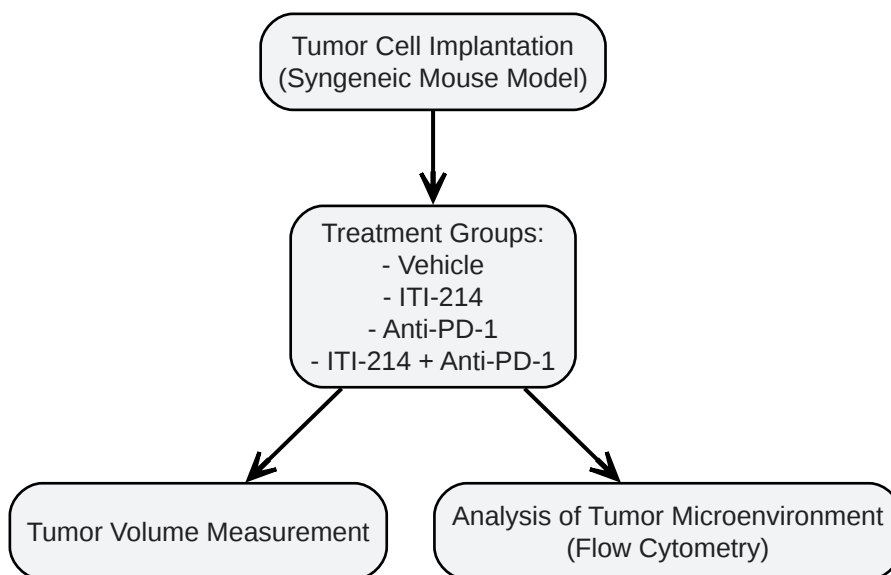 Tumor Cell Implantation
(Syngeneic Mouse Model)
Treatment Groups:
- Vehicle
- ITI-214
- Anti-PD-1
- ITI-214 + Anti-PD-1
Tumor Volume Measurement
Analysis of Tumor Microenvironment
(Flow Cytometry)